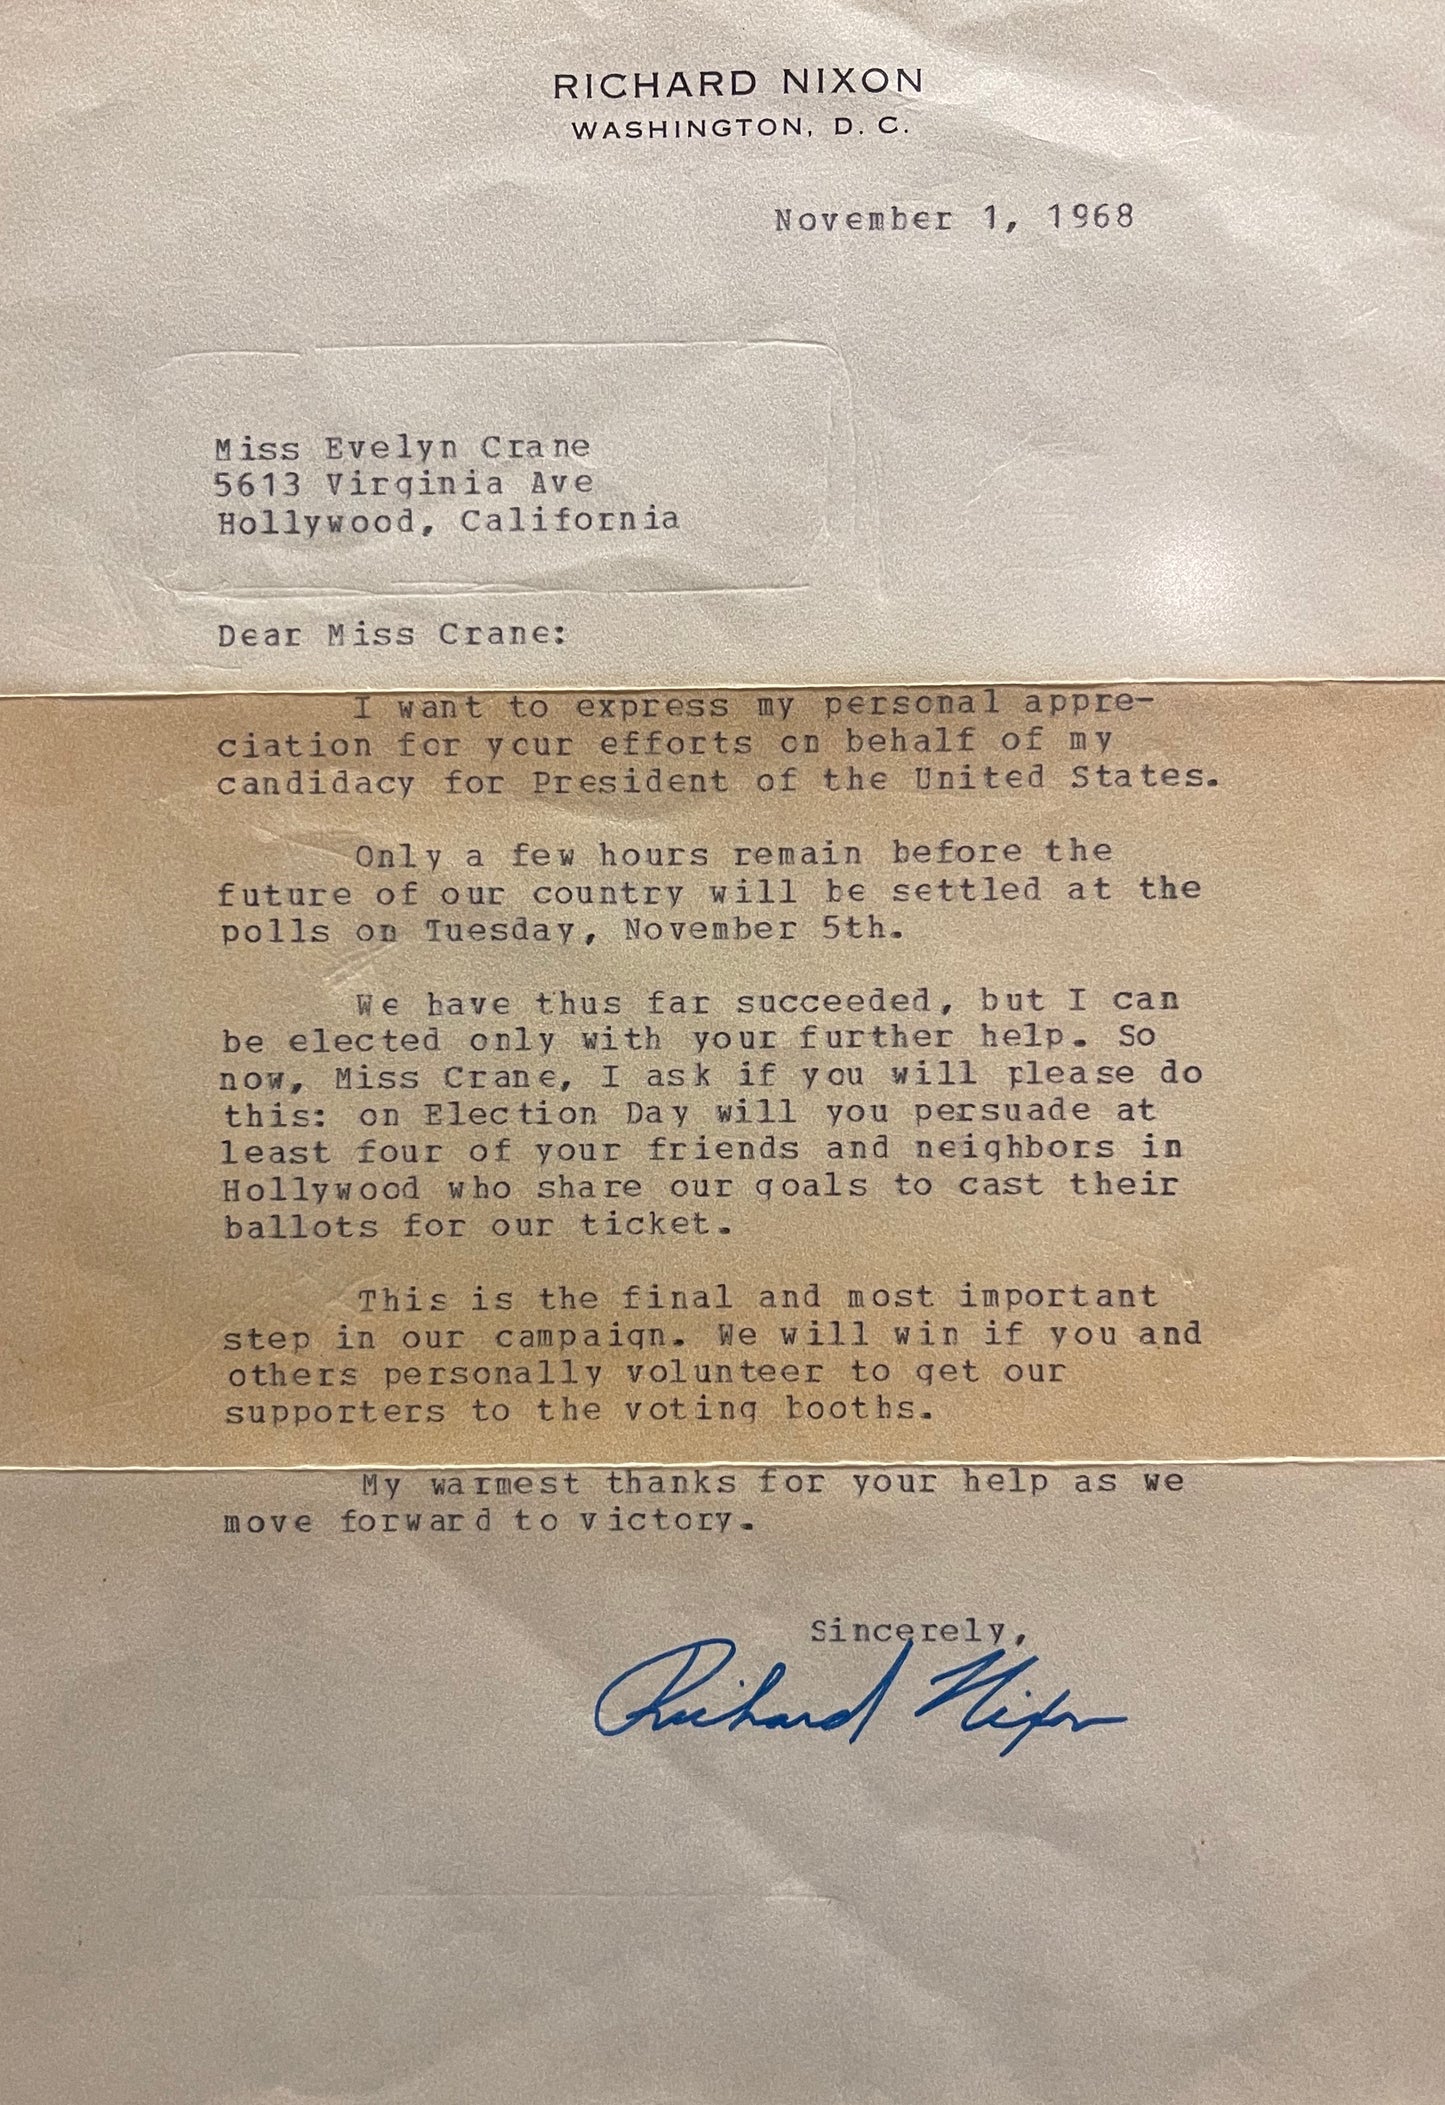 RICHARD NIXON
WASHINGTON, D. C.
November 1, 1968
Miss Evelyn Crane
5613 Virginia Ave
Hollywood, California
Dear Miss Crane:
I want to express my personal appre-
ciation for your efforts on behalf of my
candidacy for President of the United States.
Only a few hours remain before the
future of our country will be settled at the
polls on Tuesday, November 5th.
We have thus far succeeded, but I can
be elected only with your further help. So
now, Miss Crane, I ask if you will please do
this: on Election Day will you persuade at
least four of your friends and neighbors in
Hollywood who share our goals to cast their
ballots for our ticket.
This is the final and most important
step in our campaign. We will win if you and
others personally volunteer to get our
supporters to the voting booths.
My warmest thanks for your help as we
move forward to victory.
Sincerely,
Richard Nixon